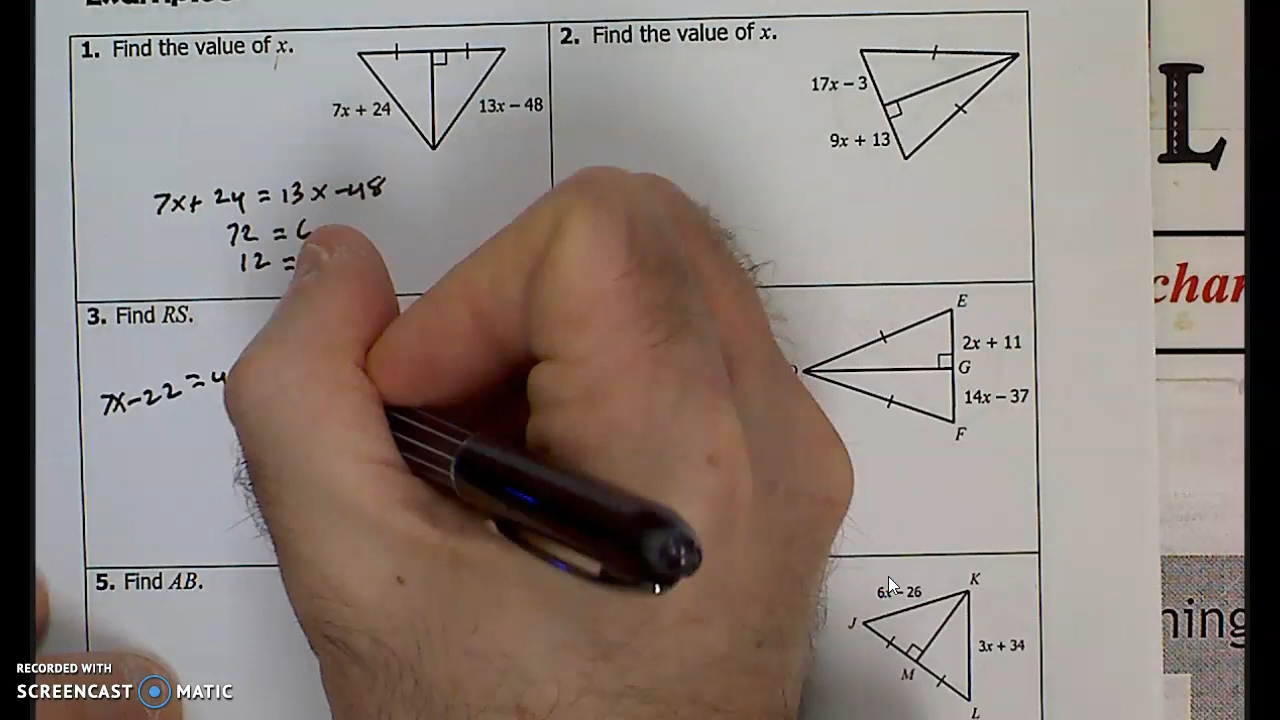 1. Find the value of x.
7x + 24
13x – 48
7x + 24 = 13x – 48
72 = 6
12 =
2. Find the value of x.
17x – 3
9x + 13
3. Find RS.
7x – 22 = 4
E
2x + 11
G
14x – 37
F
5. Find AB.
K
J
3x + 34
M
L
L
char
ning
RECORDED WITH
SCREENCAST MATIC